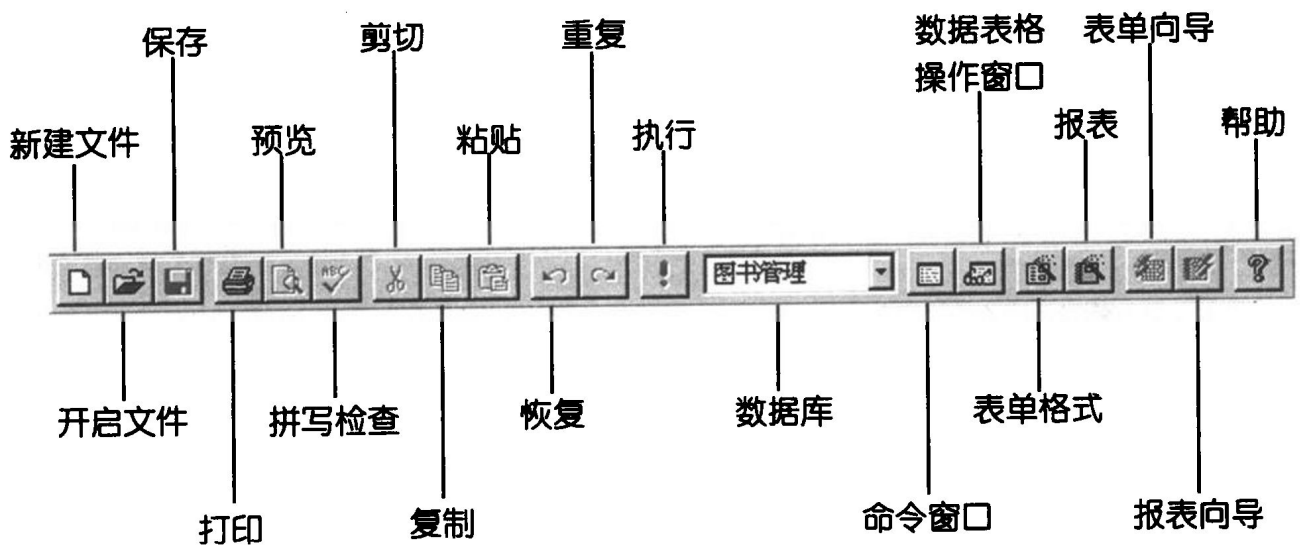 保存
剪切
重复
数据表格
操作窗口
表单向导
新建文件
预览
粘贴
执行
报表
帮助
ABC
图书管理
开启文件
拼写检查
恢复
数据库
表单格式
打印
复制
命令窗口
报表向导